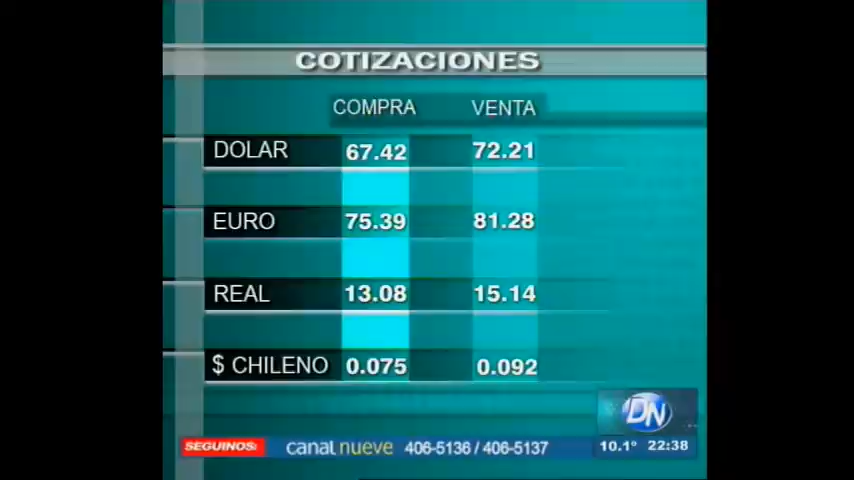 COTIZACIONES
COMPRA VENTA
DOLAR 67.42 72.21
EURO 75.39 81.28
REAL 13.08 15.14
$ CHILENO 0.075 0.092
DN
SEGUINOS: canal nueve 406-5136 / 406-5137 10.1° 22:38